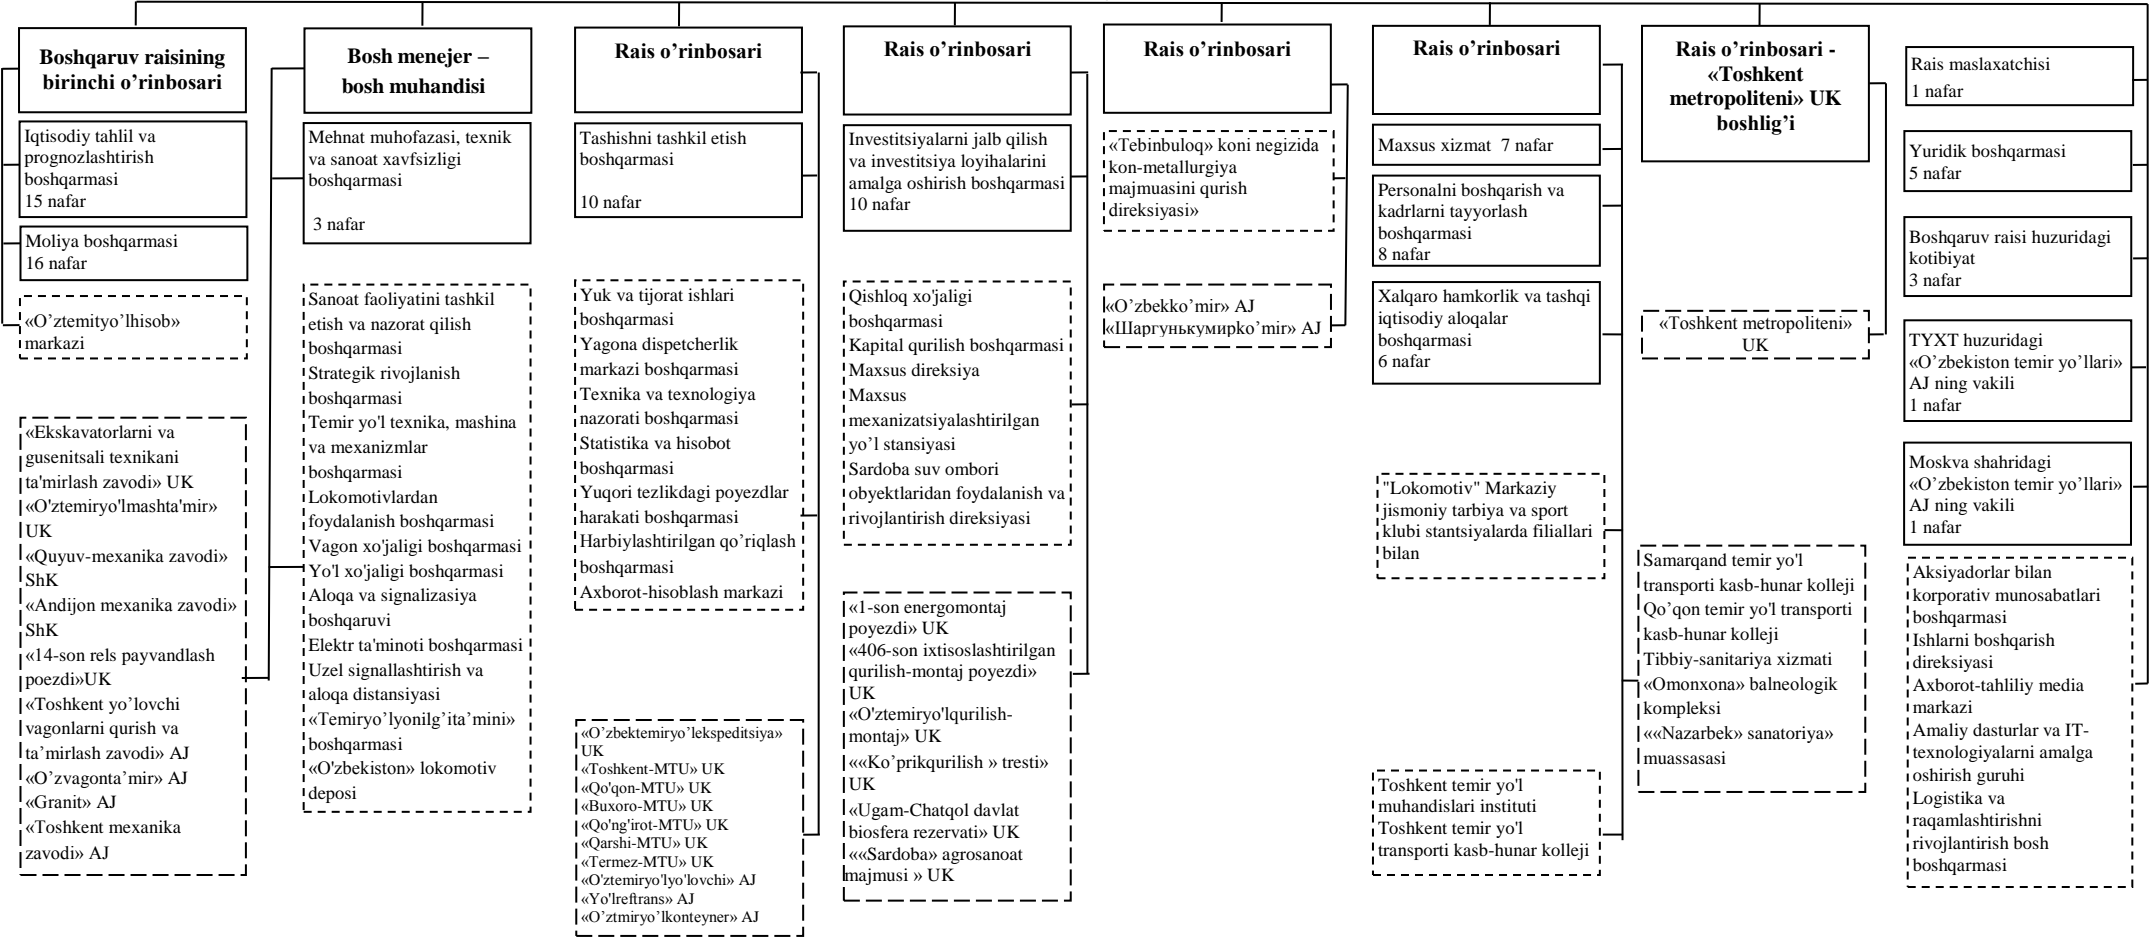 Boshqaruv raisining
birinchi o’rinbosari
Iqtisodiy tahlil va
prognozlashtirish
boshqarmasi
15 nafar
Moliya boshqarmasi
16 nafar
«O’ztemityo’lhisob»
markazi
«Ekskavatorlarni va
gusenitsali texnikani
ta'mirlash zavodi» UK
«O'ztemiryo'lmashta'mir»
UK
«Quyuv-mexanika zavodi»
ShK
«Andijon mexanika zavodi»
ShK
«14-son rels payvandlash
poezdi»UK
«Toshkent yo’lovchi
vagonlarni qurish va
ta’mirlash zavodi» AJ
«O’zvagonta’mir» AJ
«Granit» AJ
«Toshkent mexanika
zavodi» AJ
Bosh menejer –
bosh muhandisi
Mehnat muhofazasi, texnik
va sanoat xavfsizligi
boshqarmasi
3 nafar
Sanoat faoliyatini tashkil
etish va nazorat qilish
boshqarmasi
Strategik rivojlanish
boshqarmasi
Temir yo'l texnika, mashina
va mexanizmlar
boshqarmasi
Lokomotivlardan
foydalanish boshqarmasi
Vagon xo'jaligi boshqarmasi
Yo'l xo'jaligi boshqarmasi
Aloqa va signalizasiya
boshqaruvi
Elektr ta'minoti boshqarmasi
Uzel signallashtirish va
aloqa distansiyasi
«Temiryo’lyonilg’ita’mini»
boshqarmasi
«O'zbekiston» lokomotiv
deposi
Rais o’rinbosari
Tashishni tashkil etish
boshqarmasi
10 nafar
Yuk va tijorat ishlari
boshqarmasi
Yagona dispetcherlik
markazi boshqarmasi
Texnika va texnologiya
nazorati boshqarmasi
Statistika va hisobot
boshqarmasi
Yuqori tezlikdagi poyezdlar
harakati boshqarmasi
Harbiylashtirilgan qo’riqlash
boshqarmasi
Axborot-hisoblash markazi
«O’zbektemiryo’lekspeditsiya»
UK
«Toshkent-MTU» UK
«Qo'qon-MTU» UK
«Buxoro-MTU» UK
«Qo'ng'irot-MTU» UK
«Qarshi-MTU» UK
«Termez-MTU» UK
«O'ztemiryo'lyo'lovchi» AJ
«Yo'lreftrans» AJ
«O’ztmiryo’lkonteyner» AJ
Rais o’rinbosari
Investitsiyalarni jalb qilish
va investitsiya loyihalarini
amalga oshirish boshqarmasi
10 nafar
Qishloq xo'jaligi
boshqarmasi
Kapital qurilish boshqarmasi
Maxsus direksiya
Maxsus
mexanizatsiyalashtirilgan
yo’l stansiyasi
Sardoba suv ombori
obyektlaridan foydalanish va
rivojlantirish direksiyasi
«1-son energomontaj
poyezdi» UK
«406-son ixtisoslashtirilgan
qurilish-montaj poyezdi»
UK
«O'ztemiryo'lqurilish-
montaj» UK
««Ko’prikqurilish » tresti»
UK
«Ugam-Chatqol davlat
biosfera rezervati» UK
««Sardoba» agrosanoat
majmusi » UK
Rais o’rinbosari
«Tebinbuloq» koni negizida
kon-metallurgiya
majmuasini qurish
direksiyasi»
«O’zbekko’mir» AJ
«Шаргунькумирko’mir» AJ
Rais o’rinbosari
Maxsus xizmat 7 nafar
Personalni boshqarish va
kadrlarni tayyorlash
boshqarmasi
8 nafar
Xalqaro hamkorlik va tashqi
iqtisodiy aloqalar
boshqarmasi
6 nafar
"Lokomotiv" Markaziy
jismoniy tarbiya va sport
klubi stantsiyalarda filiallari
bilan
Toshkent temir yo'l
muhandislari instituti
Toshkent temir yo'l
transporti kasb-hunar kolleji
Rais o’rinbosari -
«Toshkent
metropoliteni» UK
boshlig’i
«Toshkent metropoliteni»
UK
Samarqand temir yo'l
transporti kasb-hunar kolleji
Qo’qon temir yo'l transporti
kasb-hunar kolleji
Tibbiy-sanitariya xizmati
«Omonxona» balneologik
kompleksi
««Nazarbek» sanatoriya»
muassasasi
Rais maslaxatchisi
1 nafar
Yuridik boshqarmasi
5 nafar
Boshqaruv raisi huzuridagi
kotibiyat
3 nafar
TYXT huzuridagi
«O’zbekiston temir yo’llari»
AJ ning vakili
1 nafar
Moskva shahridagi
«O’zbekiston temir yo’llari»
AJ ning vakili
1 nafar
Aksiyadorlar bilan
korporativ munosabatlari
boshqarmasi
Ishlarni boshqarish
direksiyasi
Axborot-tahliliy media
markazi
Amaliy dasturlar va IT-
texnologiyalarni amalga
oshirish guruhi
Logistika va
raqamlashtirishni
rivojlantirish bosh
boshqarmasi